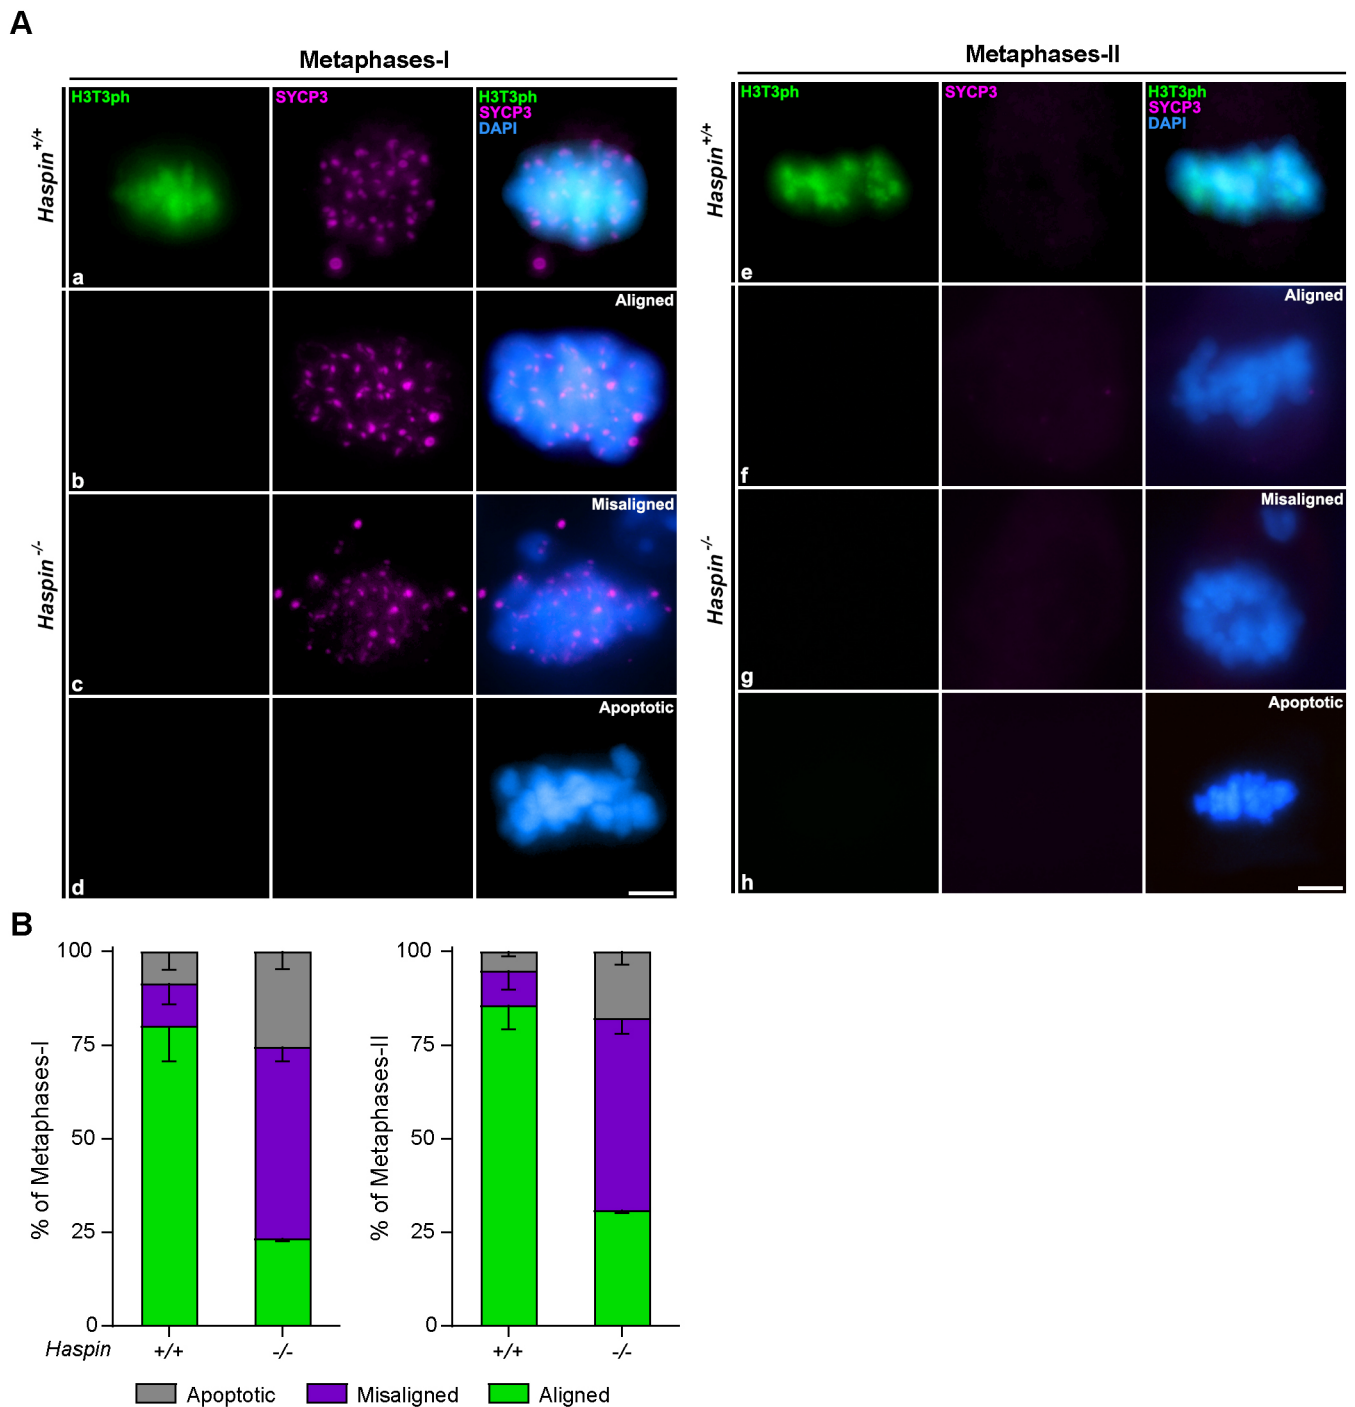 A
Metaphases-I
Metaphases-II
Haspin+/+
H3T3ph
SYCP3
H3T3ph
SYCP3
DAPI
a
Aligned
b
Haspin-/-
Misaligned
c
Apoptotic
d
Haspin+/+
H3T3ph
SYCP3
H3T3ph
SYCP3
DAPI
e
Aligned
f
Haspin-/-
Misaligned
g
Apoptotic
h
B
% of Metaphases-I
100
75
50
25
0
Haspin +/+ -/-
% of Metaphases-II
100
75
50
25
0
+/+ -/-
Apoptotic Misaligned Aligned